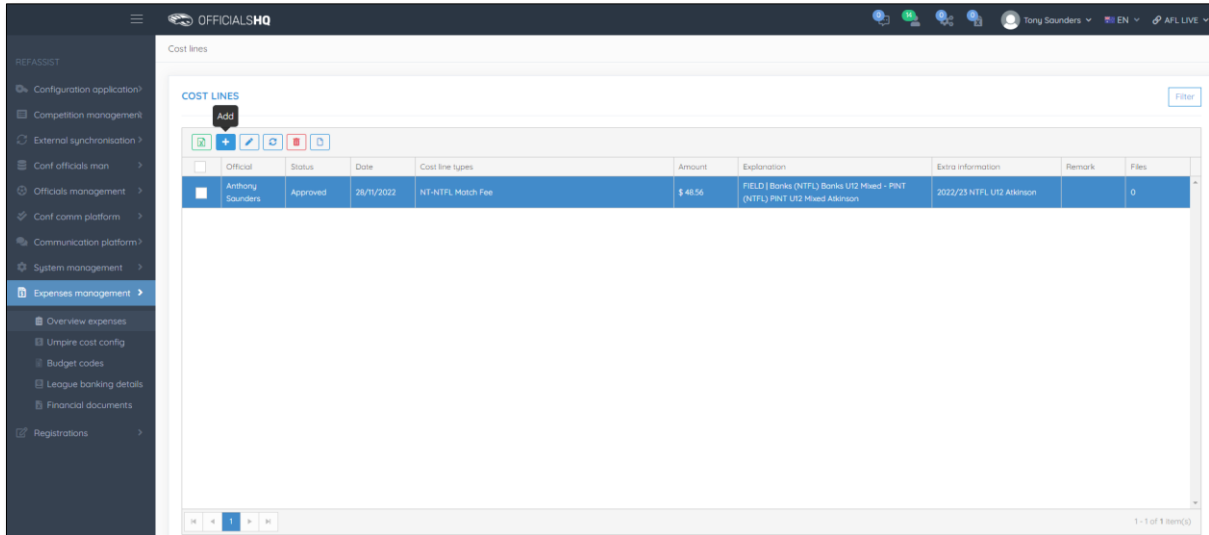 OFFICIALSHQ
0
14
0
0
Tony Saunders
EN
AFL LIVE
REFASSIST
Configuration application
Competition management
External synchronisation
Conf officials man
Officials management
Conf comm platform
Communication platform
System management
Expenses management
Overview expenses
Umpire cost config
Budget codes
League banking details
Financial documents
Registrations
Cost lines
COST LINES
Filter
Add
Official Status Date Cost line types Amount Explanation Extra information Remark Files
Anthony Saunders Approved 28/11/2022 NT-NTFL Match Fee $ 48.56 FIELD | Banks (NTFL) Banks U12 Mixed - PINT (NTFL) PINT U12 Mixed Atkinson 2022/23 NTFL U12 Atkinson 0
1
1 - 1 of 1 item(s)